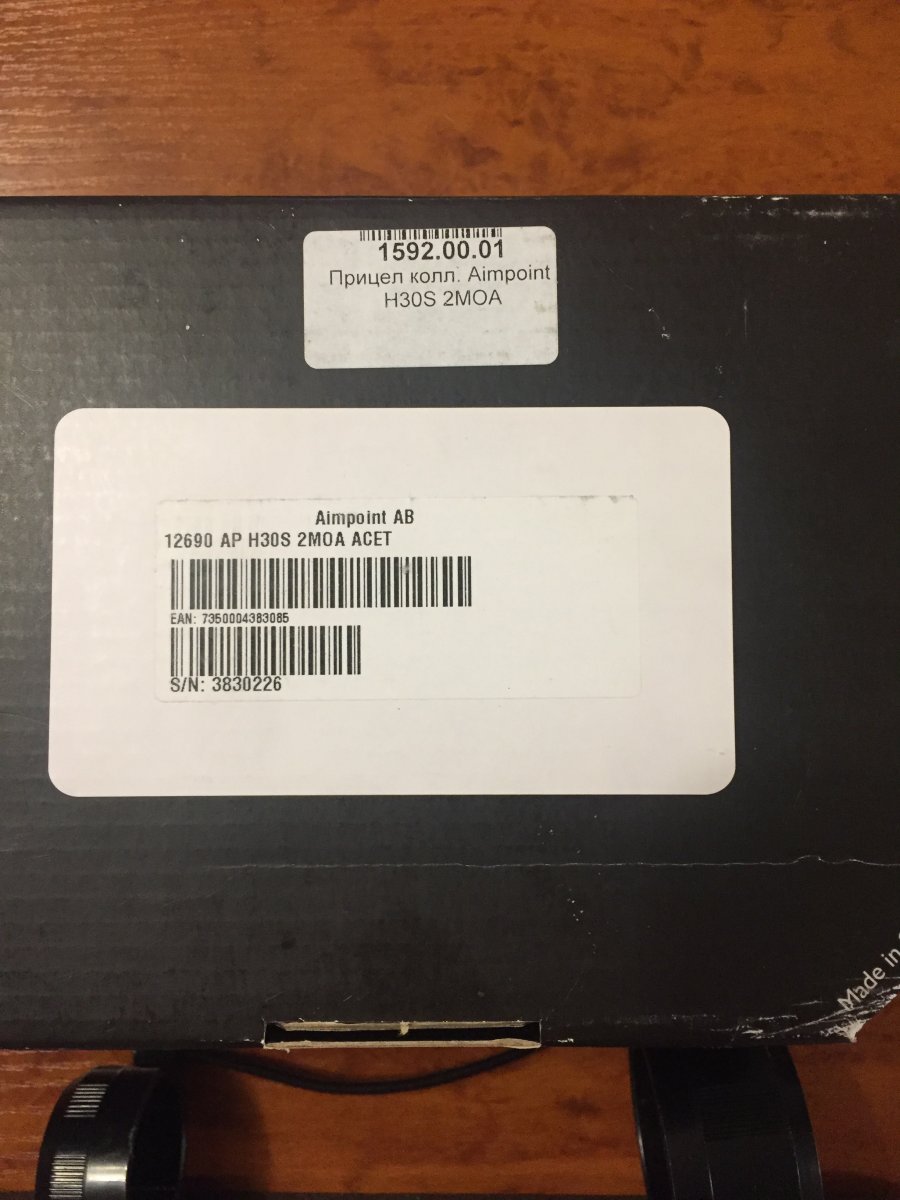 1592.00.01
Прицел колл. Aimpoint
H30S 2MOA
Aimpoint AB
12690 AP H30S 2MOA ACET
EAN: 7350004383085
S/N: 3830226
Made in